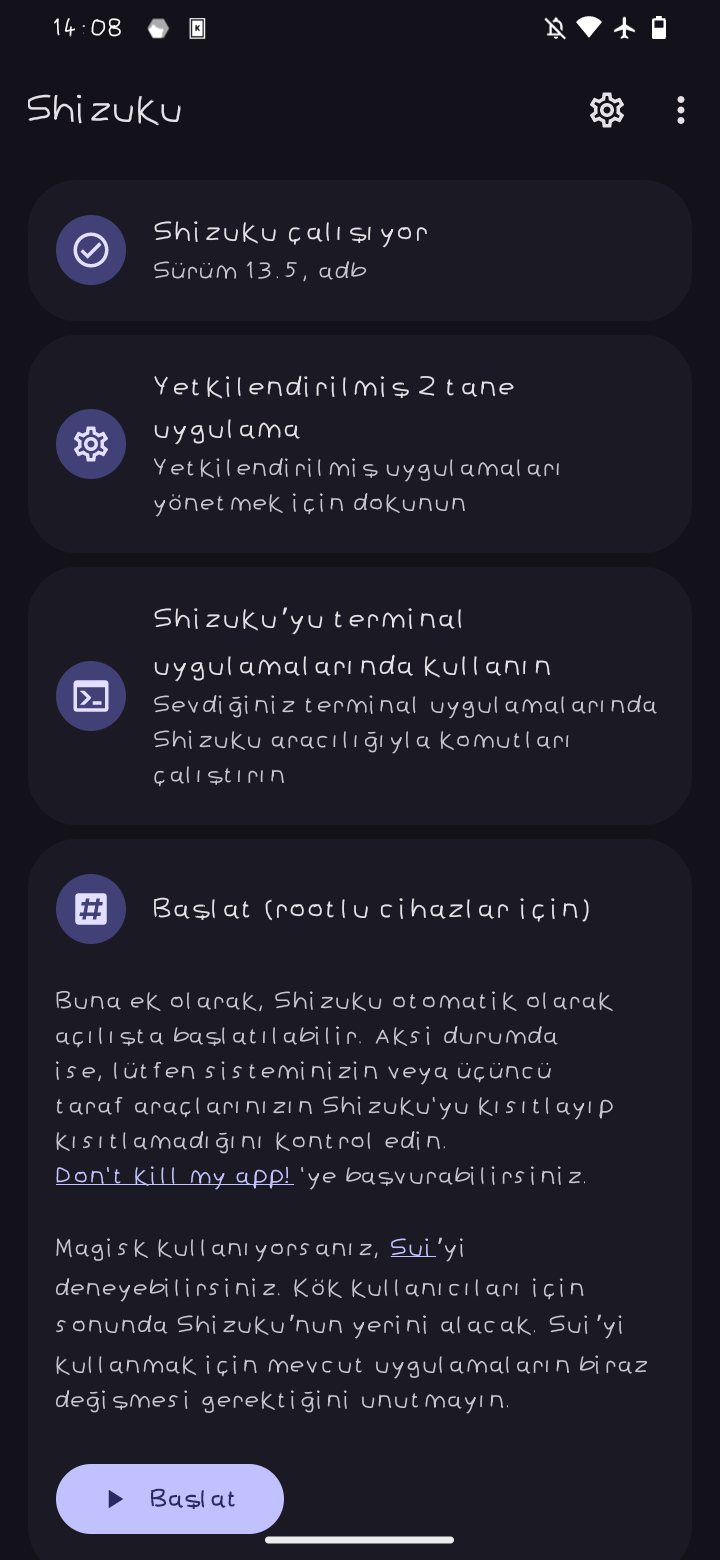 14:08
Shizuku
Shizuku çalışıyor
Sürüm 13.5, adb
Yetkilendirilmiş 2 tane
uygulama
Yetkilendirilmiş uygulamaları
yönetmek için dokunun
Shizuku’yu terminal
uygulamalarında kullanın
Sevdiğiniz terminal uygulamalarında
Shizuku aracılığıyla komutları
çalıştırın
Başlat (rootlu cihazlar için)
Buna ek olarak, Shizuku otomatik olarak
açılışta başlatılabilir. Aksi durumda
ise, lütfen sisteminizin veya üçüncü
taraf araçlarınızın Shizuku'yu kısıtlayıp
kısıtlamadığını kontrol edin.
Don't kill my app! 'ye başvurabilirsiniz.
Magisk kullanıyorsanız, Sui’yi
deneyebilirsiniz. Kök kullanıcıları için
sonunda Shizuku’nun yerini alacak. Sui’yi
kullanmak için mevcut uygulamaların biraz
değişmesi gerektiğini unutmayın.
Başlat